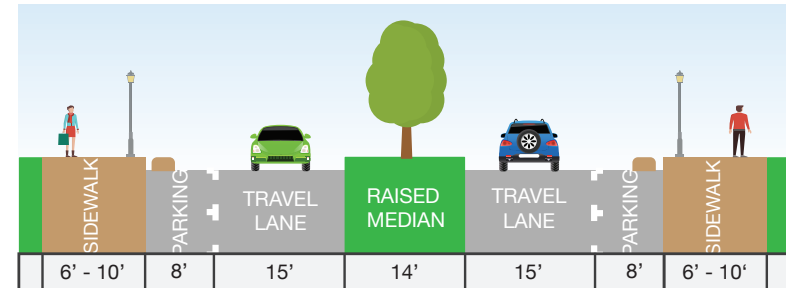 SIDEWALK
PARKING
TRAVEL
LANE
RAISED
MEDIAN
TRAVEL
LANE
PARKING
SIDEWALK
6’ - 10’
8’
15’
14’
15’
8’
6’ - 10‘